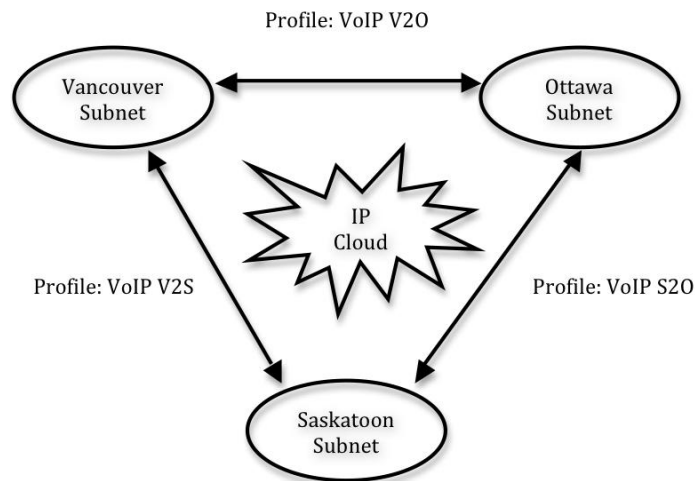 Profile: VoIP V2O
Vancouver
Subnet
Ottawa
Subnet
IP
Cloud
Profile: VoIP V2S
Profile: VoIP S2O
Saskatoon
Subnet